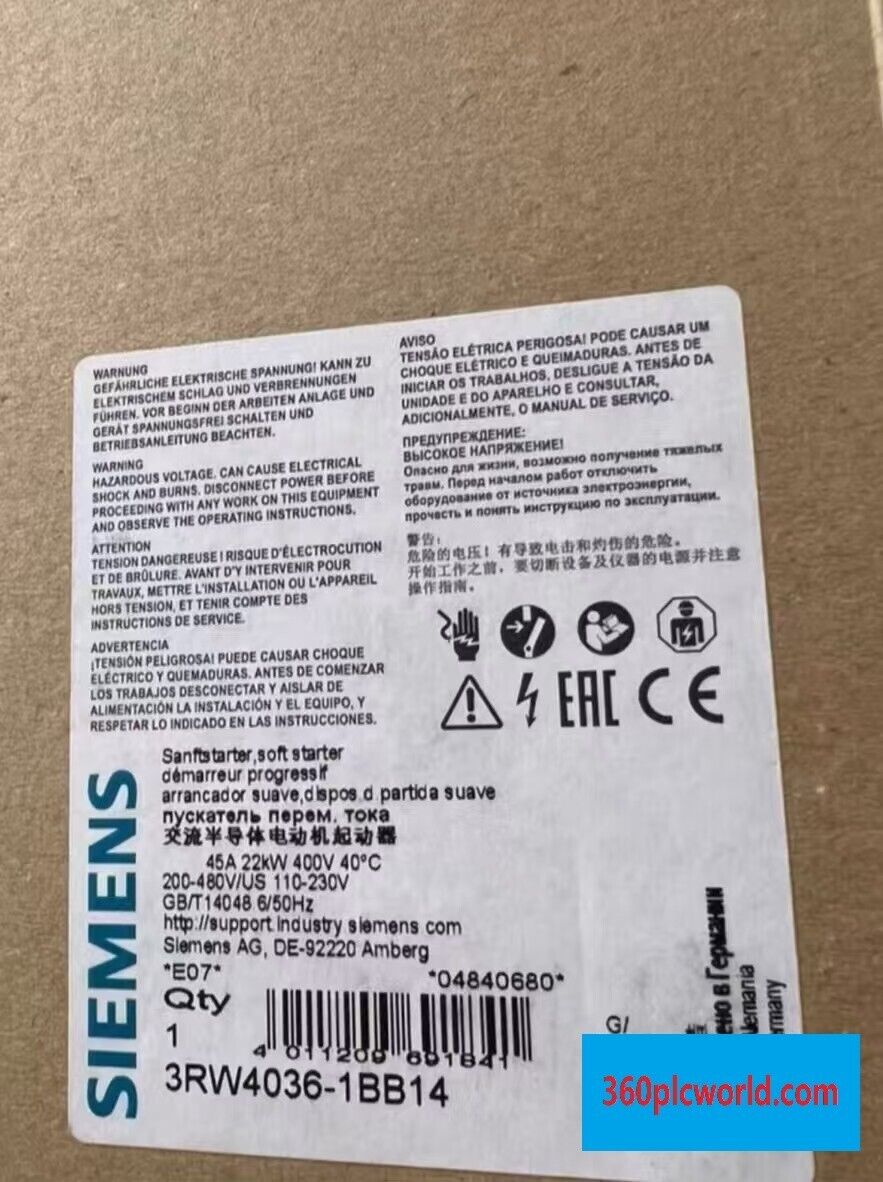 WARNUNG
GEFÄHRLICHE ELEKTRISCHE SPANNUNG! KANN ZU
ELEKTRISCHEM SCHLAG UND VERBRENNUNGEN
FÜHREN. VOR BEGINN DER ARBEITEN ANLAGE UND
GERÄT SPANNUNGSFREI SCHALTEN UND
BETRIEBSANLEITUNG BEACHTEN.
WARNING
HAZARDOUS VOLTAGE. CAN CAUSE ELECTRICAL
SHOCK AND BURNS. DISCONNECT POWER BEFORE
PROCEEDING WITH ANY WORK ON THIS EQUIPMENT
AND OBSERVE THE OPERATING INSTRUCTIONS.
ATTENTION
TENSION DANGEREUSE ! RISQUE D'ÉLECTROCUTION
ET DE BRÛLURE. AVANT D'Y INTERVENIR POUR
TRAVAUX, METTRE L'INSTALLATION OU L'APPAREIL
HORS TENSION, ET TENIR COMPTE DES
INSTRUCTIONS DE SERVICE.
ADVERTENCIA
¡TENSIÓN PELIGROSA! PUEDE CAUSAR CHOQUE
ELÉCTRICO Y QUEMADURAS. ANTES DE COMENZAR
LOS TRABAJOS DESCONECTAR Y AISLAR DE
ALIMENTACIÓN LA INSTALACIÓN Y EL EQUIPO, Y
RESPETAR LO INDICADO EN LAS INSTRUCCIONES.
AVISO
TENSÃO ELÉTRICA PERIGOSA! PODE CAUSAR UM
CHOQUE ELÉTRICO E QUEIMADURAS. ANTES DE
INICIAR OS TRABALHOS, DESLIGUE A TENSÃO DA
UNIDADE E DO APARELHO E CONSULTAR,
ADICIONALMENTE, O MANUAL DE SERVIÇO.
ПРЕДУПРЕЖДЕНИЕ:
ВЫСОКОЕ НАПРЯЖЕНИЕ!
Опасно для жизни, возможно получение тяжелых
травм. Перед началом работ отключить
оборудование от источника электроэнергии,
прочесть и понять инструкцию по эксплуатации.
警告：
危险的电压！有导致电击和灼伤的危险。
开始工作之前，要切断设备及仪器的电源并注意
操作指南。
EAC CE
SIEMENS
Sanftstarter,soft starter
démarreur progressif
arrancador suave,dispos.d partida suave
пускатель перем. тока
交流半导体电动机起动器
45A 22kW 400V 40°C
200-480V/US 110-230V
GB/T14048 6/50Hz
http://support industry siemens com
Siemens AG, DE-92220 Amberg
*E07* *04840680*
Qty
1
4 011209 691841
3RW4036-1BB14
G/
ено в Германии
lemania
rmany
360plcworld.com